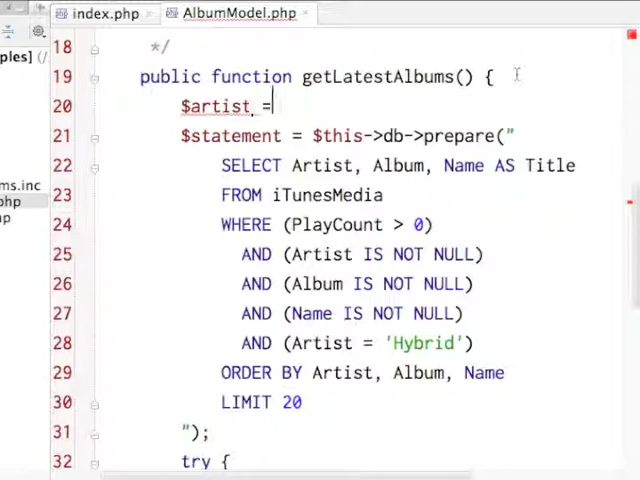 index.php
AlbumModel.php
ples] (/
ms.inc
php
p
18 */
19 public function getLatestAlbums() {
20 $artist =
21 $statement = $this->db->prepare("
22 SELECT Artist, Album, Name AS Title
23 FROM iTunesMedia
24 WHERE (PlayCount > 0)
25 AND (Artist IS NOT NULL)
26 AND (Album IS NOT NULL)
27 AND (Name IS NOT NULL)
28 AND (Artist = 'Hybrid')
29 ORDER BY Artist, Album, Name
30 LIMIT 20
31 ");
32 try {